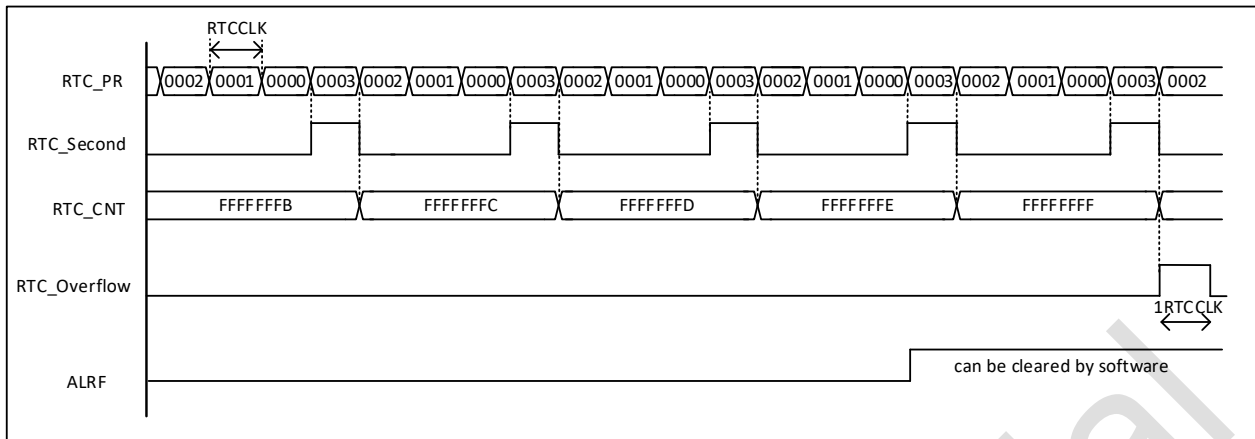 RTCCLK
RTC_PR 0002 0001 0000 0003 0002 0001 0000 0003 0002 0001 0000 0003 0002 0001 0000 0003 0002 0001 0000 0003 0002
RTC_Second
RTC_CNT FFFFFFFB FFFFFFFC FFFFFFFD FFFFFFFE FFFFFFFF
RTC_Overflow
1RTCCLK
can be cleared by software
ALRF